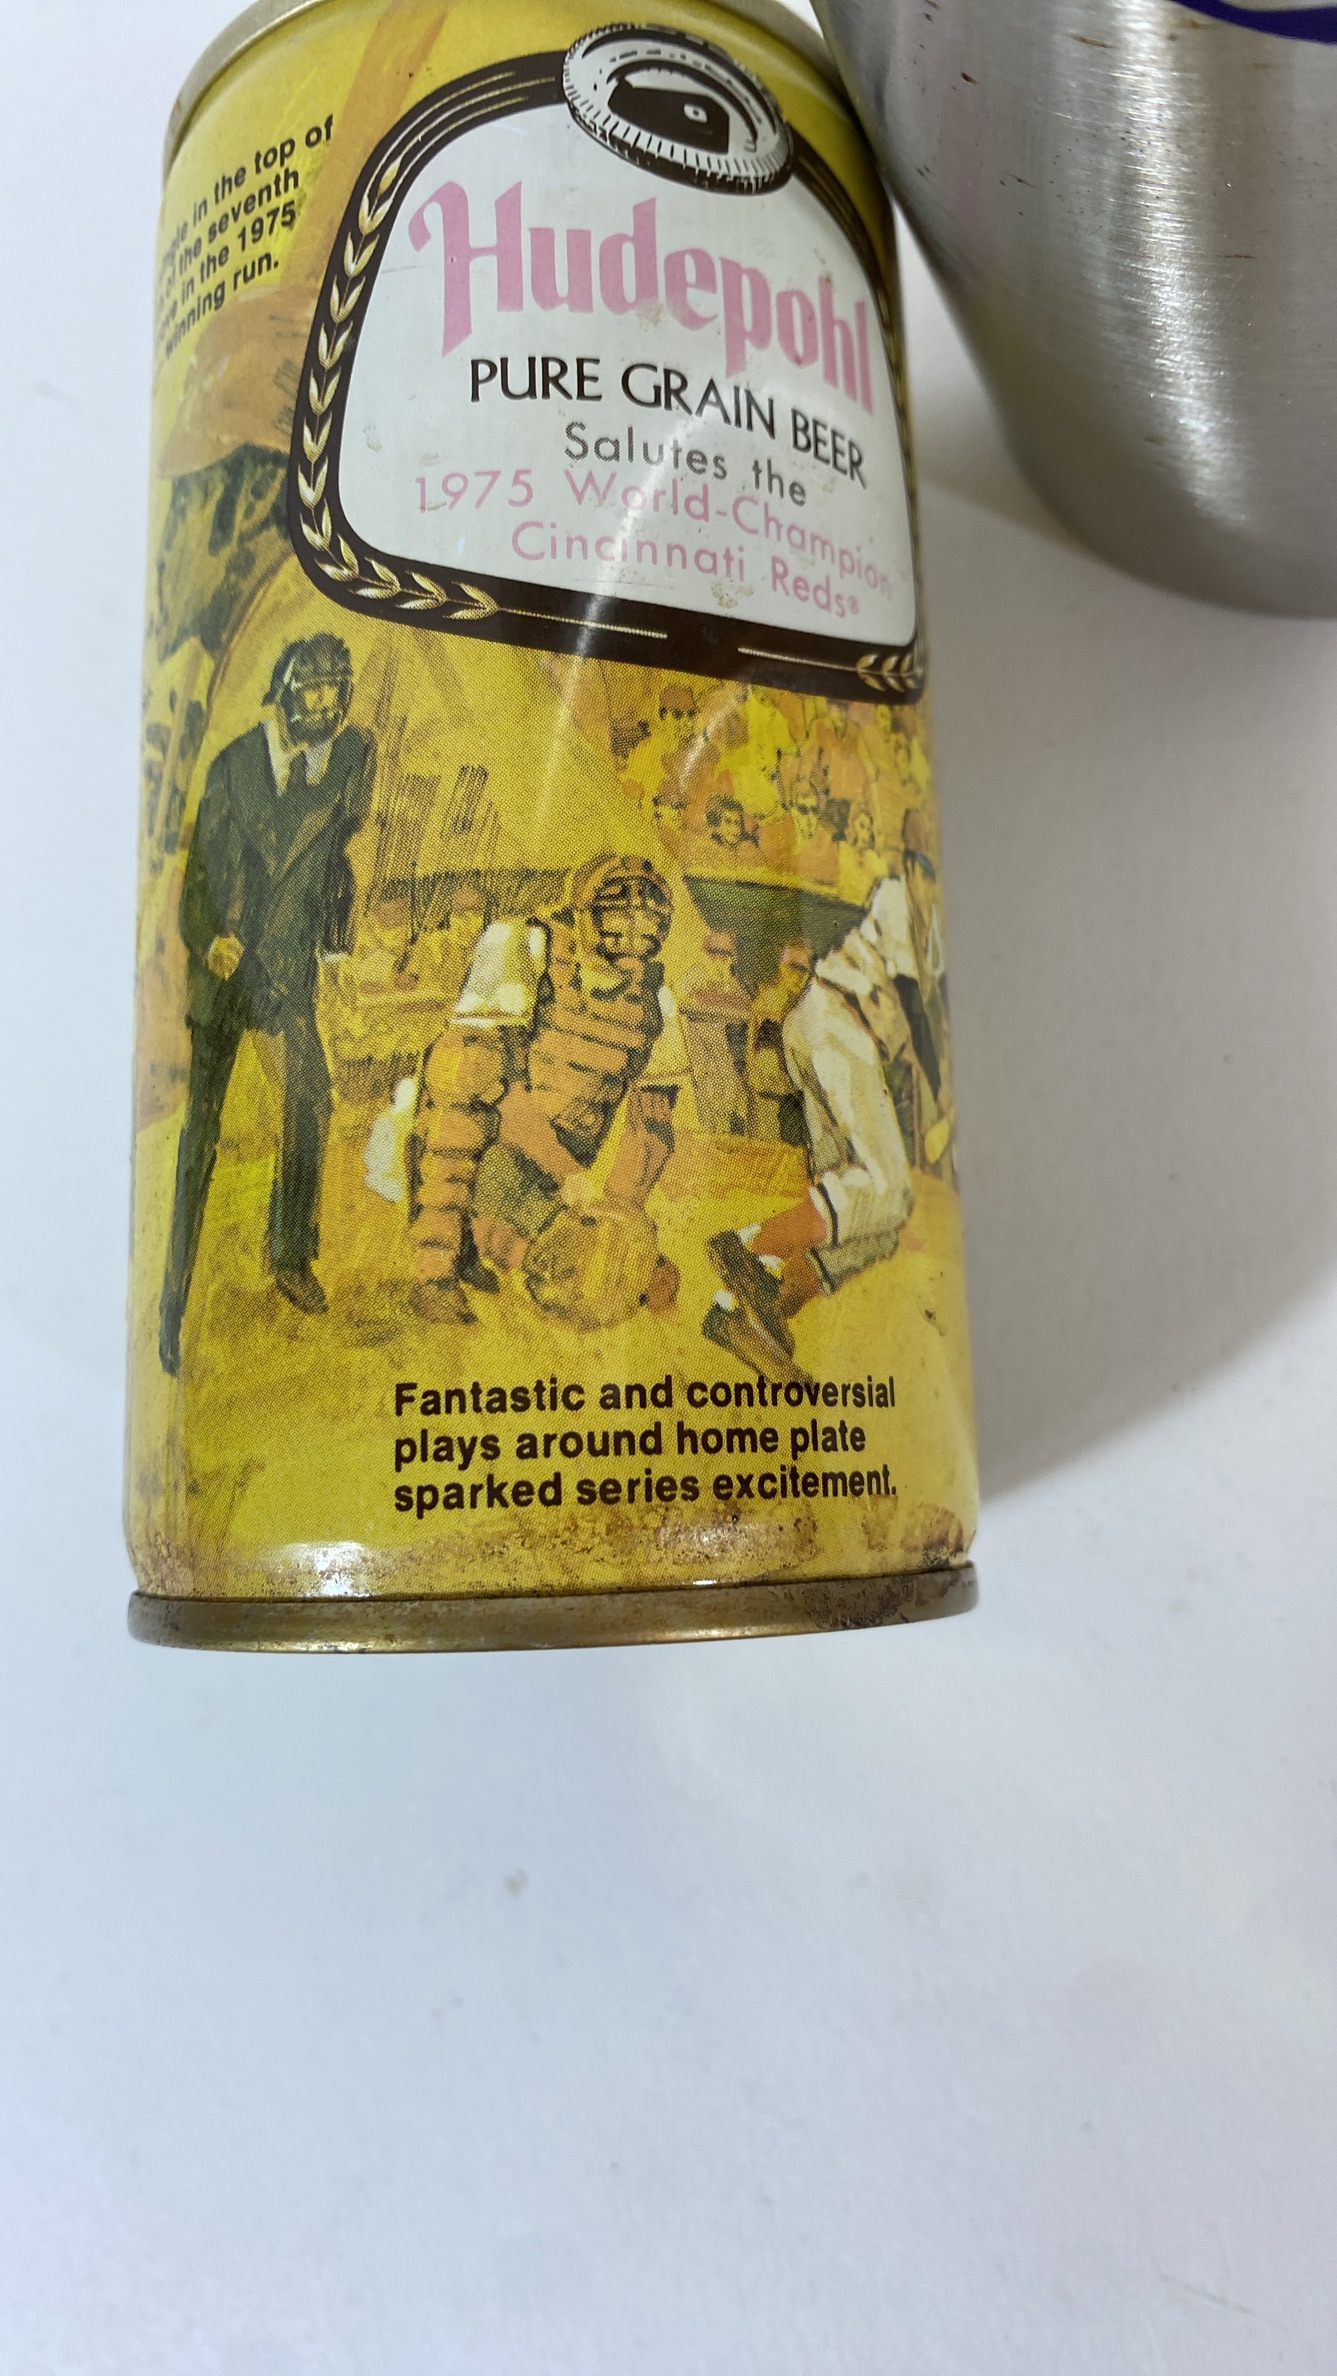 in the top of
the seventh
in the 1975
winning run.
Hudepohl
PURE GRAIN BEER
Salutes the
1975 World-Champion
Cincinnati Reds®
Fantastic and controversial
plays around home plate
sparked series excitement.